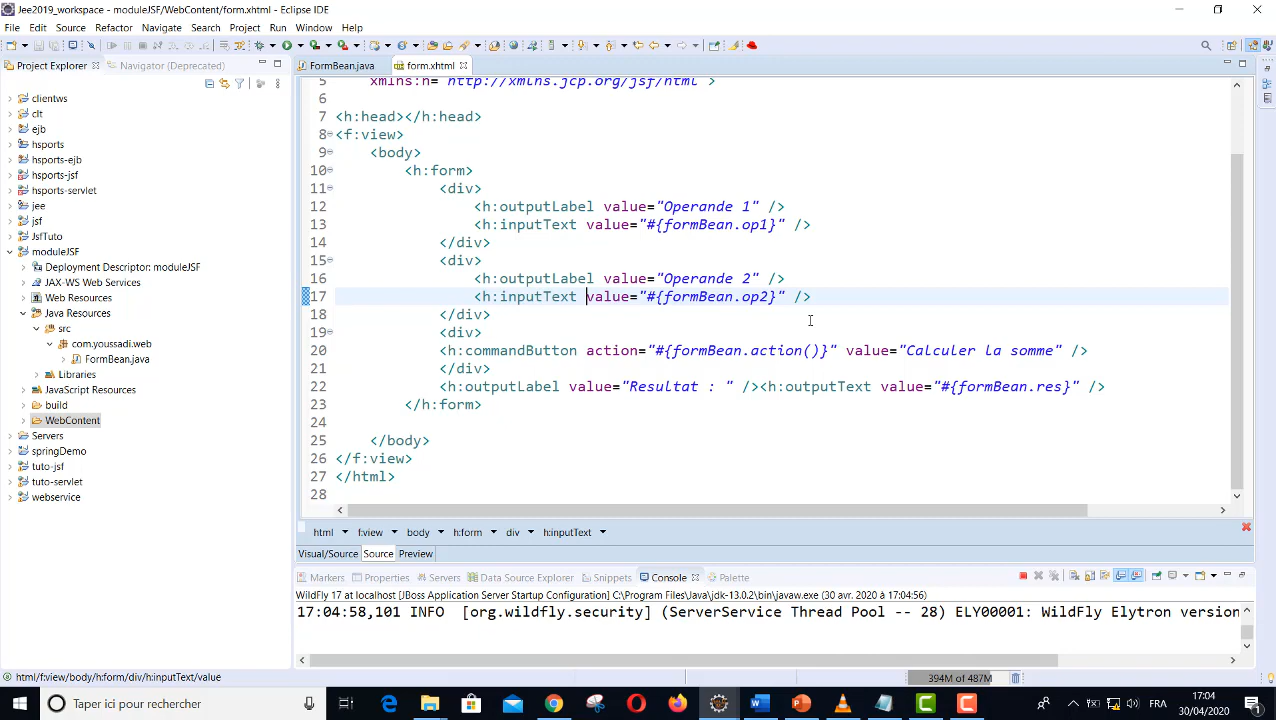 Jee2019_workspace - moduleJSF/WebContent/form.xhtml - Eclipse IDE
File Edit Source Refactor Navigate Search Project Run Window Help
Project Explorer Navigator (Deprecated)
FormBean.java form.xhtml
clientws
clt
ejb
hsports
hsports-ejb
hsports-jsf
hsports-servlet
jee
jsf
JsfTuto
moduleJSF
Deployment Descriptor: moduleJSF
JAX-WS Web Services
Web Resources
Java Resources
src
com.youssadi.web
FormBean.java
Libraries
JavaScript Resources
build
WebContent
Servers
springDemo
tuto-jsf
tuto-servlet
webservice
5 xmlns:h="http://xmlns.jcp.org/jsf/html">
6
7 <h:head></h:head>
8 <f:view>
9 <body>
10 <h:form>
11 <div>
12 <h:outputLabel value="Operande 1" />
13 <h:inputText value="#{formBean.op1}" />
14 </div>
15 <div>
16 <h:outputLabel value="Operande 2" />
17 <h:inputText value="#{formBean.op2}" />
18 </div>
19 <div>
20 <h:commandButton action="#{formBean.action()}" value="Calculer la somme" />
21 </div>
22 <h:outputLabel value="Resultat : " /><h:outputText value="#{formBean.res}" />
23 </h:form>
24
25 </body>
26 </f:view>
27 </html>
28
html f:view body h:form div h:inputText
Visual/Source Source Preview
Markers Properties Servers Data Source Explorer Snippets Console Palette
WildFly 17 at localhost [JBoss Application Server Startup Configuration] C:\Program Files\Java\jdk-13.0.2\bin\javaw.exe (30 avr. 2020 à 17:04:56)
17:04:58,101 INFO [org.wildfly.security] (ServerService Thread Pool -- 28) ELY00001: WildFly Elytron version
html/f:view/body/h:form/div/h:inputText/value
394M of 487M
Taper ici pour rechercher
FRA
17:04
30/04/2020